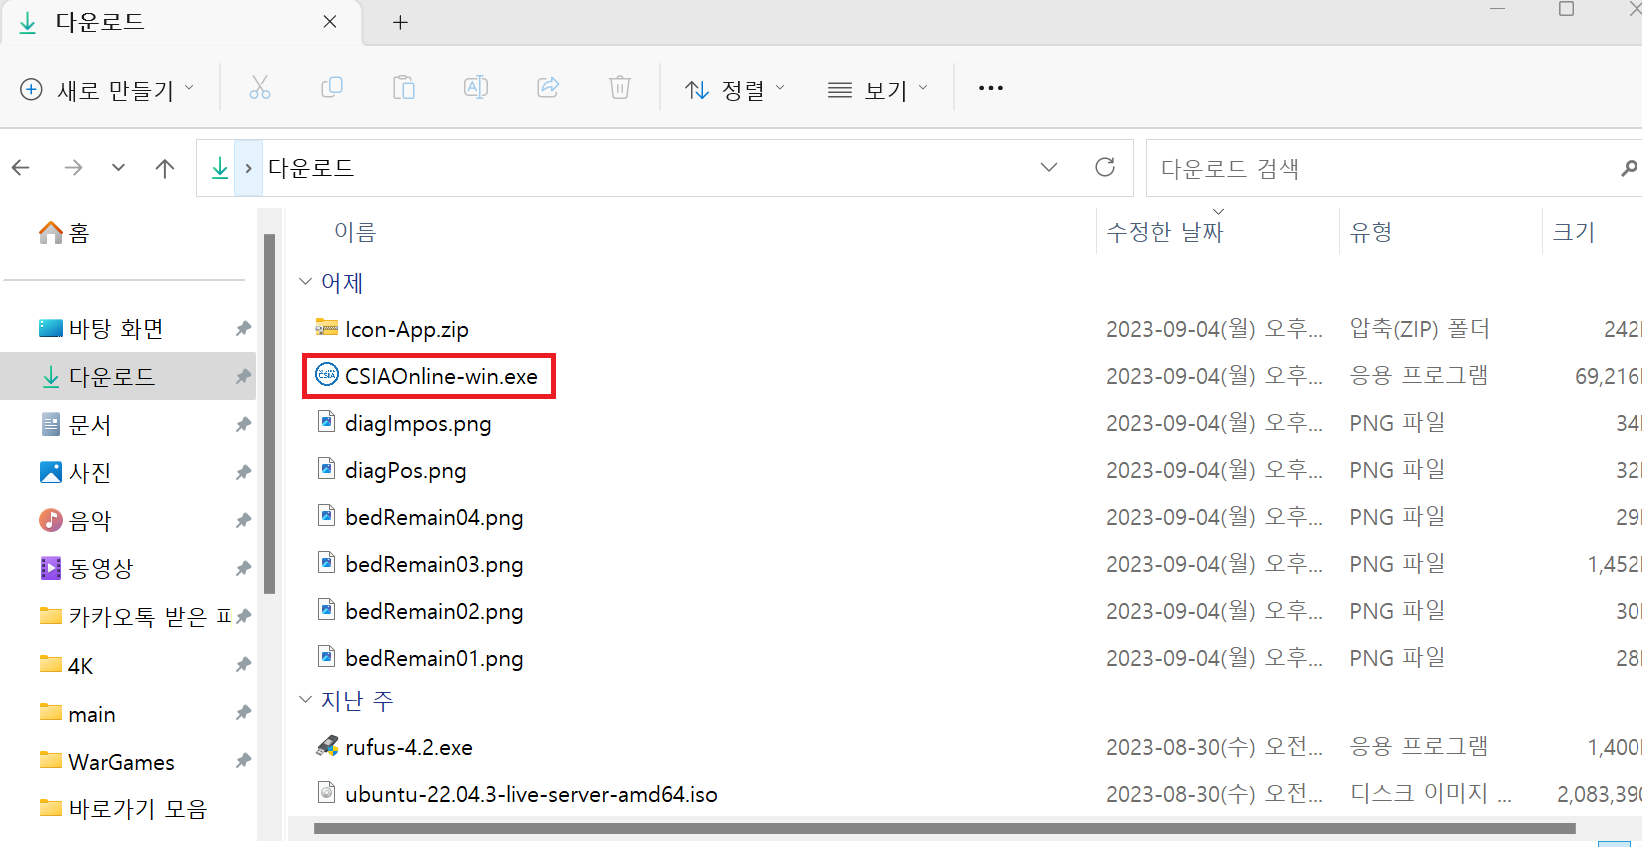 다운로드
새로 만들기
정렬
보기
다운로드
다운로드 검색
홈
바탕 화면
다운로드
문서
사진
음악
동영상
카카오톡 받은 파
4K
main
WarGames
바로가기 모음
이름 수정한 날짜 유형 크기
어제
Icon-App.zip 2023-09-04(월) 오후... 압축(ZIP) 폴더 242
CSIAOnline-win.exe 2023-09-04(월) 오후... 응용 프로그램 69,216
diagImpos.png 2023-09-04(월) 오후... PNG 파일 34
diagPos.png 2023-09-04(월) 오후... PNG 파일 32
bedRemain04.png 2023-09-04(월) 오후... PNG 파일 29
bedRemain03.png 2023-09-04(월) 오후... PNG 파일 1,452
bedRemain02.png 2023-09-04(월) 오후... PNG 파일 30
bedRemain01.png 2023-09-04(월) 오후... PNG 파일 28
지난 주
rufus-4.2.exe 2023-08-30(수) 오전... 응용 프로그램 1,400
ubuntu-22.04.3-live-server-amd64.iso 2023-08-30(수) 오전... 디스크 이미지 ... 2,083,390